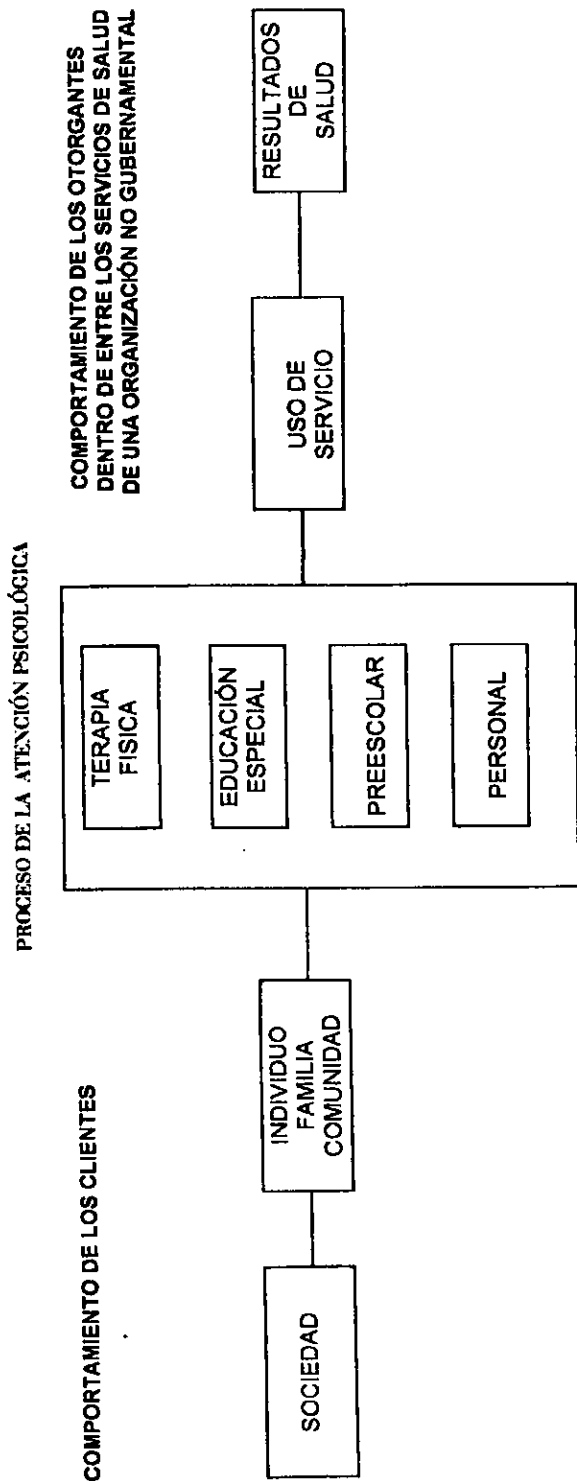 PROCESO DE LA ATENCIÓN PSICOLÓGICA
COMPORTAMIENTO DE LOS CLIENTES
COMPORTAMIENTO DE LOS OTORGANTES
DENTRO DE ENTRE LOS SERVICIOS DE SALUD
DE UNA ORGANIZACIÓN NO GUBERNAMENTAL
SOCIEDAD
INDIVIDUO
FAMILIA
COMUNIDAD
TERAPIA
FISICA
EDUCACIÓN
ESPECIAL
PREESCOLAR
PERSONAL
USO DE
SERVICIO
RESULTADOS
DE
SALUD